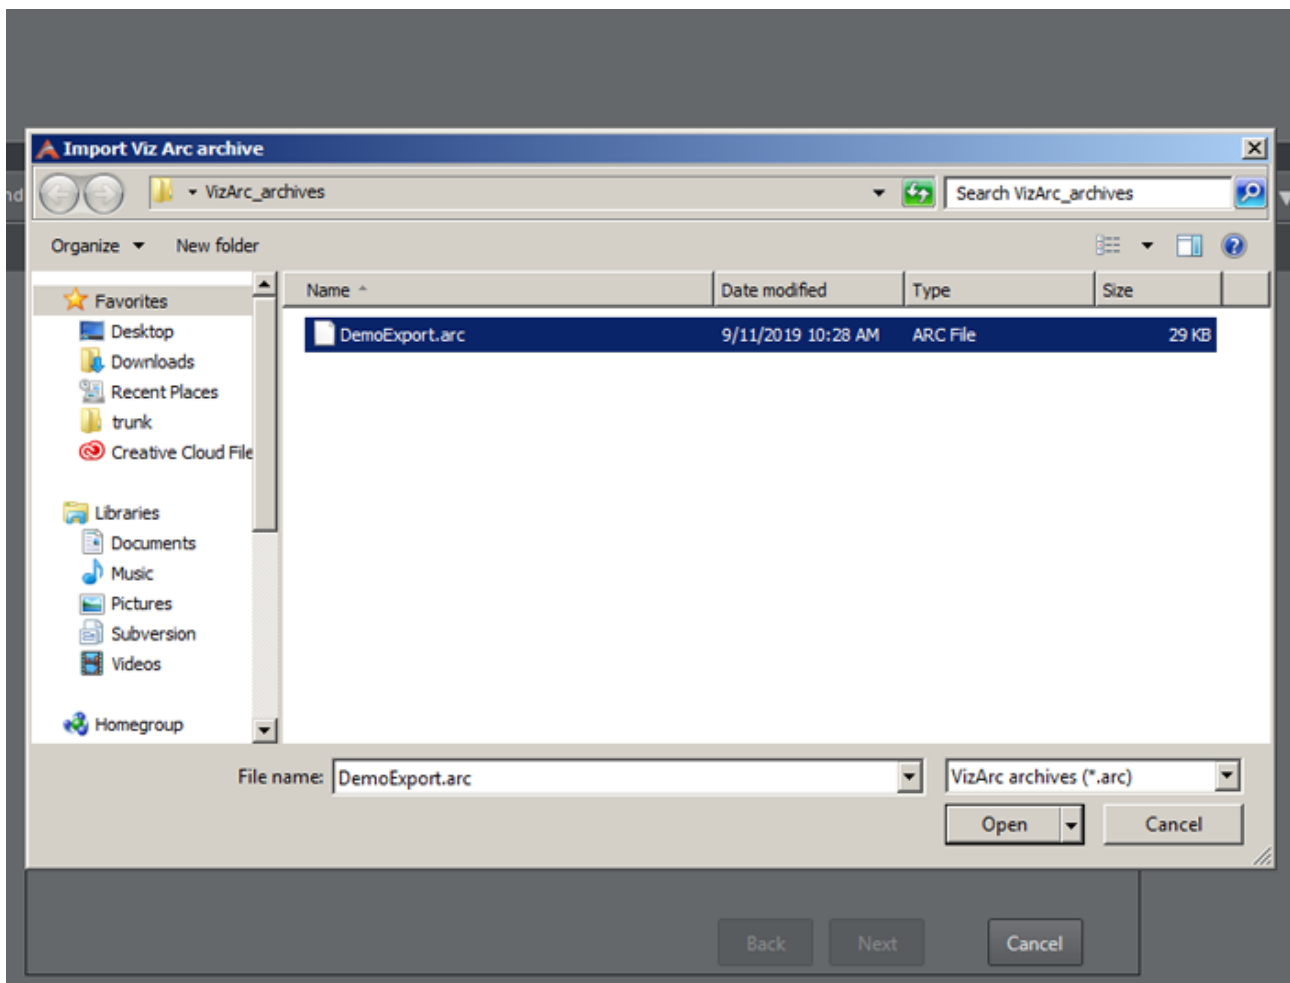 Import Viz Arc archive
nd
VizArc_archives
Search VizArc_archives
Organize
New folder
Name
Date modified
Type
Size
Favorites
DemoExport.arc
9/11/2019 10:28 AM
ARC File
29 KB
Desktop
Downloads
Recent Places
trunk
Creative Cloud File
Libraries
Documents
Music
Pictures
Subversion
Videos
Homegroup
File name:
DemoExport.arc
VizArc archives (*.arc)
Open
Cancel
Back
Next
Cancel